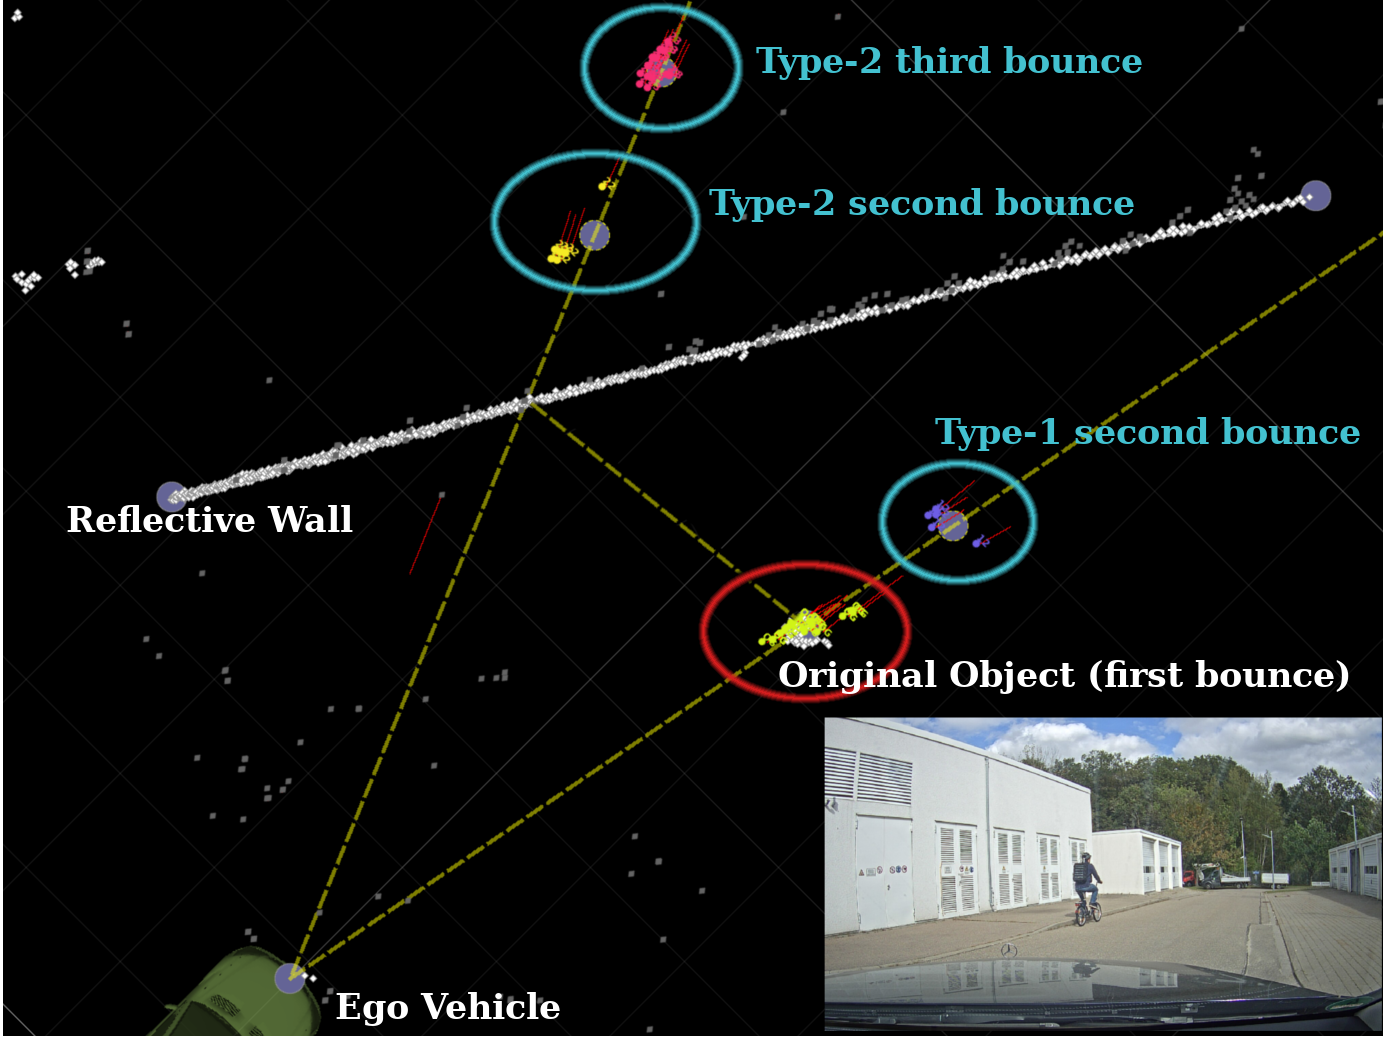 Type-2 third bounce
Type-2 second bounce
Type-1 second bounce
Reflective Wall
Original Object (first bounce)
Ego Vehicle